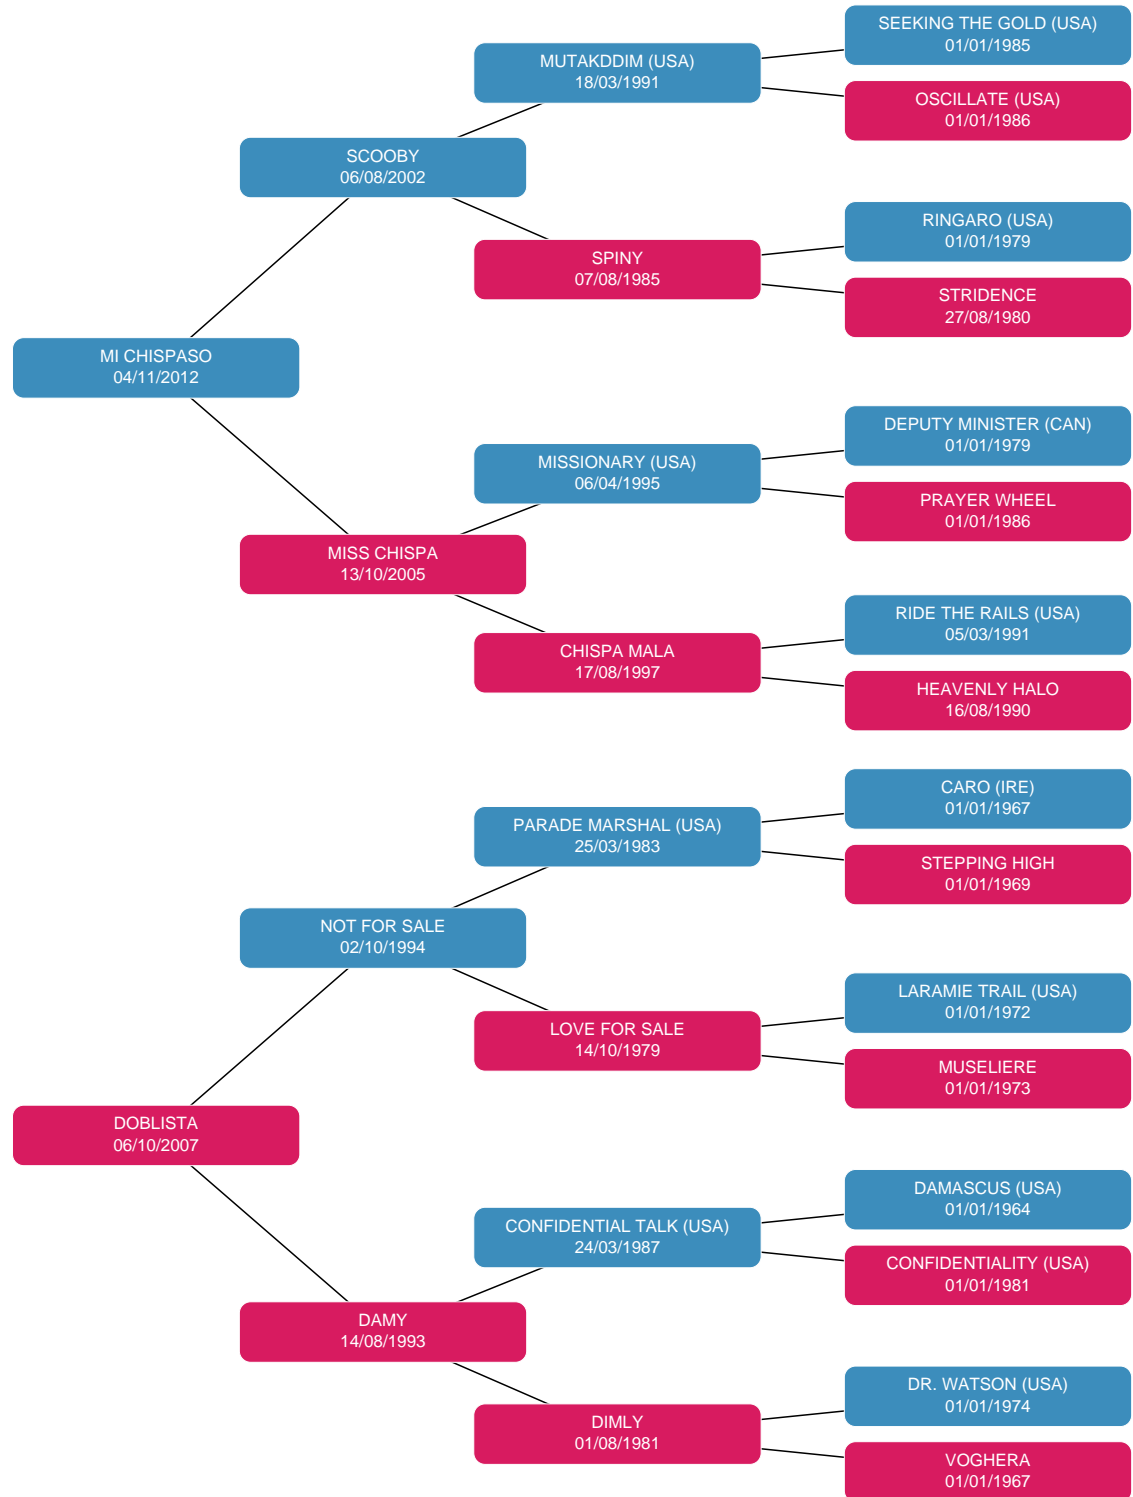 SEEKING THE GOLD (USA)
01/01/1985
MUTAKDDIM (USA)
18/03/1991
OSCILLATE (USA)
01/01/1986
SCOOBY
06/08/2002
RINGARO (USA)
01/01/1979
SPINY
07/08/1985
STRIDENCE
27/08/1980
MI CHISPASO
04/11/2012
DEPUTY MINISTER (CAN)
01/01/1979
MISSIONARY (USA)
06/04/1995
PRAYER WHEEL
01/01/1986
MISS CHISPA
13/10/2005
RIDE THE RAILS (USA)
05/03/1991
CHISPA MALA
17/08/1997
HEAVENLY HALO
16/08/1990
CARO (IRE)
01/01/1967
PARADE MARSHAL (USA)
25/03/1983
STEPPING HIGH
01/01/1969
NOT FOR SALE
02/10/1994
LARAMIE TRAIL (USA)
01/01/1972
LOVE FOR SALE
14/10/1979
MUSELIERE
01/01/1973
DOBLISTA
06/10/2007
DAMASCUS (USA)
01/01/1964
CONFIDENTIAL TALK (USA)
24/03/1987
CONFIDENTIALITY (USA)
01/01/1981
DAMY
14/08/1993
DR. WATSON (USA)
01/01/1974
DIMLY
01/08/1981
VOGHERA
01/01/1967